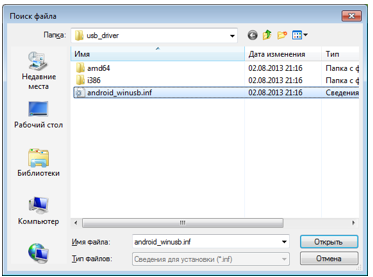 Поиск файла
Папка: usb_driver
Имя Дата изменения Тип
amd64 02.08.2013 21:16 Папка с ф
i386 02.08.2013 21:16 Папка с ф
android_winusb.inf 02.08.2013 21:16 Сведения
Недавние
места
Рабочий стол
Библиотеки
Компьютер
Имя файла: android_winusb.inf Открыть
Тип файлов: Сведения для установки (*.inf) Отмена